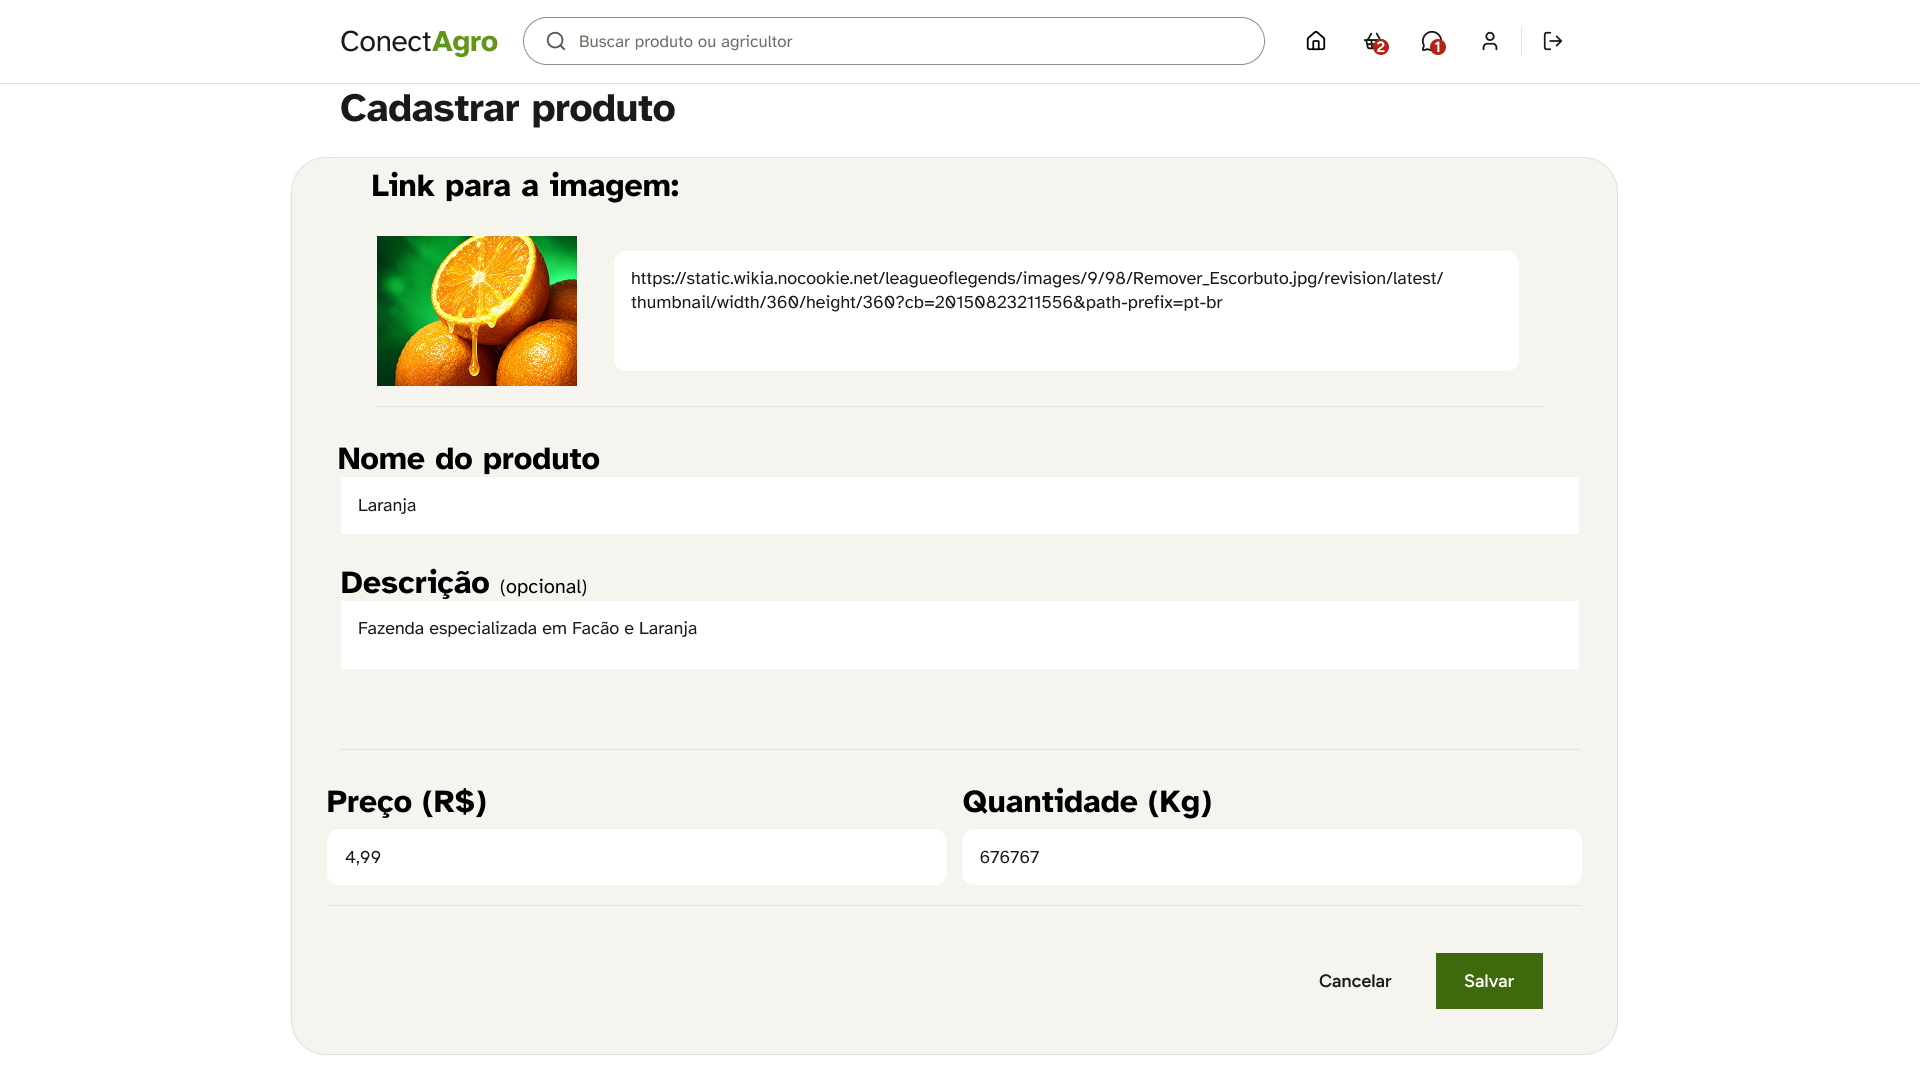 ConectAgro
Buscar produto ou agricultor
2
1
Cadastrar produto
Link para a imagem:
https://static.wikia.nocookie.net/leagueoflegends/images/9/98/Remover_Escorbuto.jpg/revision/latest/
thumbnail/width/360/height/360?cb=20150823211556&path-prefix=pt-br
Nome do produto
Laranja
Descrição (opcional)
Fazenda especializada em Facão e Laranja
Preço (R$)
Quantidade (Kg)
4,99
676767
Cancelar
Salvar